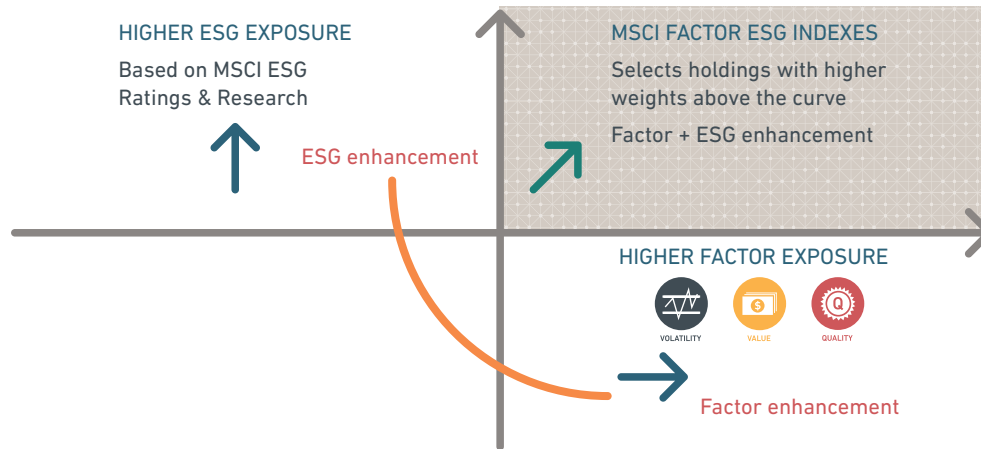 HIGHER ESG EXPOSURE
Based on MSCI ESG
Ratings & Research
ESG enhancement
MSCI FACTOR ESG INDEXES
Selects holdings with higher
weights above the curve
Factor + ESG enhancement
HIGHER FACTOR EXPOSURE
$
Q
VOLATILITY
VALUE
QUALITY
Factor enhancement